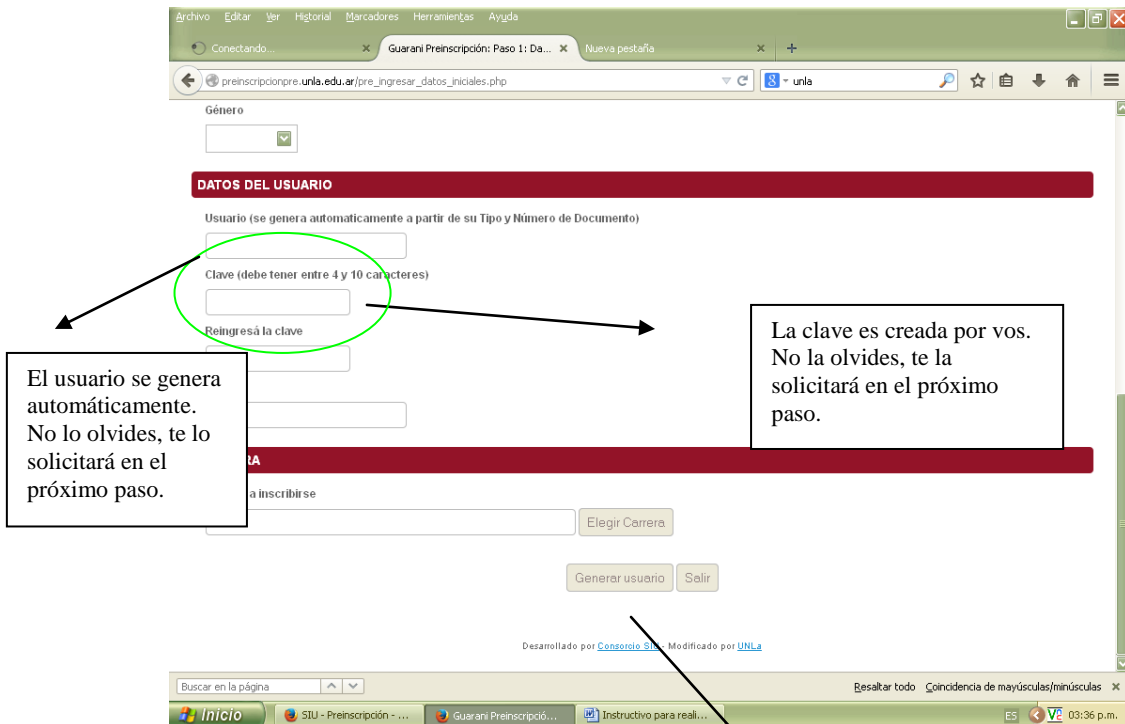 Archivo Editar Ver Historial Marcadores Herramientas Ayuda
Conectando...
Guarani Preinscripción: Paso 1: Da...
Nueva pestaña
preinscripcionpre.unla.edu.ar/pre_ingresar_datos_iniciales.php
unla
Género
DATOS DEL USUARIO
Usuario (se genera automaticamente a partir de su Tipo y Número de Documento)
Clave (debe tener entre 4 y 10 caracteres)
Reingresá la clave
La clave es creada por vos.
No la olvides, te la
solicitará en el próximo
paso.
El usuario se genera
automáticamente.
No lo olvides, te lo
solicitará en el
próximo paso.
RA
a inscribirse
Elegir Carrera
Generar usuario Salir
Desarrollado por Consorcio SIU - Modificado por UNLa
Buscar en la página
Resaltar todo Coincidencia de mayúsculas/minúsculas
Inicio
SIU - Preinscripción - ...
Guarani Preinscripció...
Instructivo para reali...
ES
03:36 p.m.